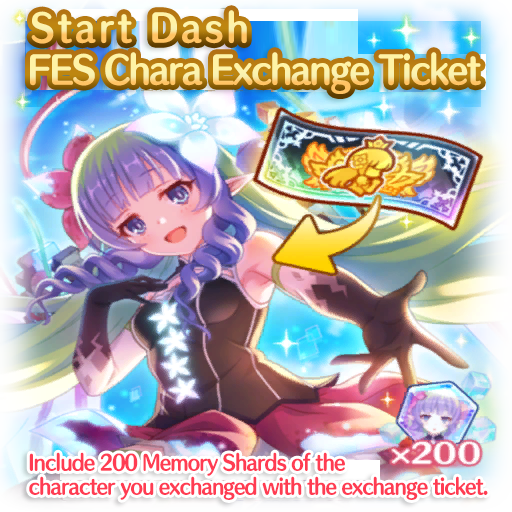 Start Dash
FES Chara Exchange Ticket
×200
Include 200 Memory Shards of the
character you exchanged with the exchange ticket.